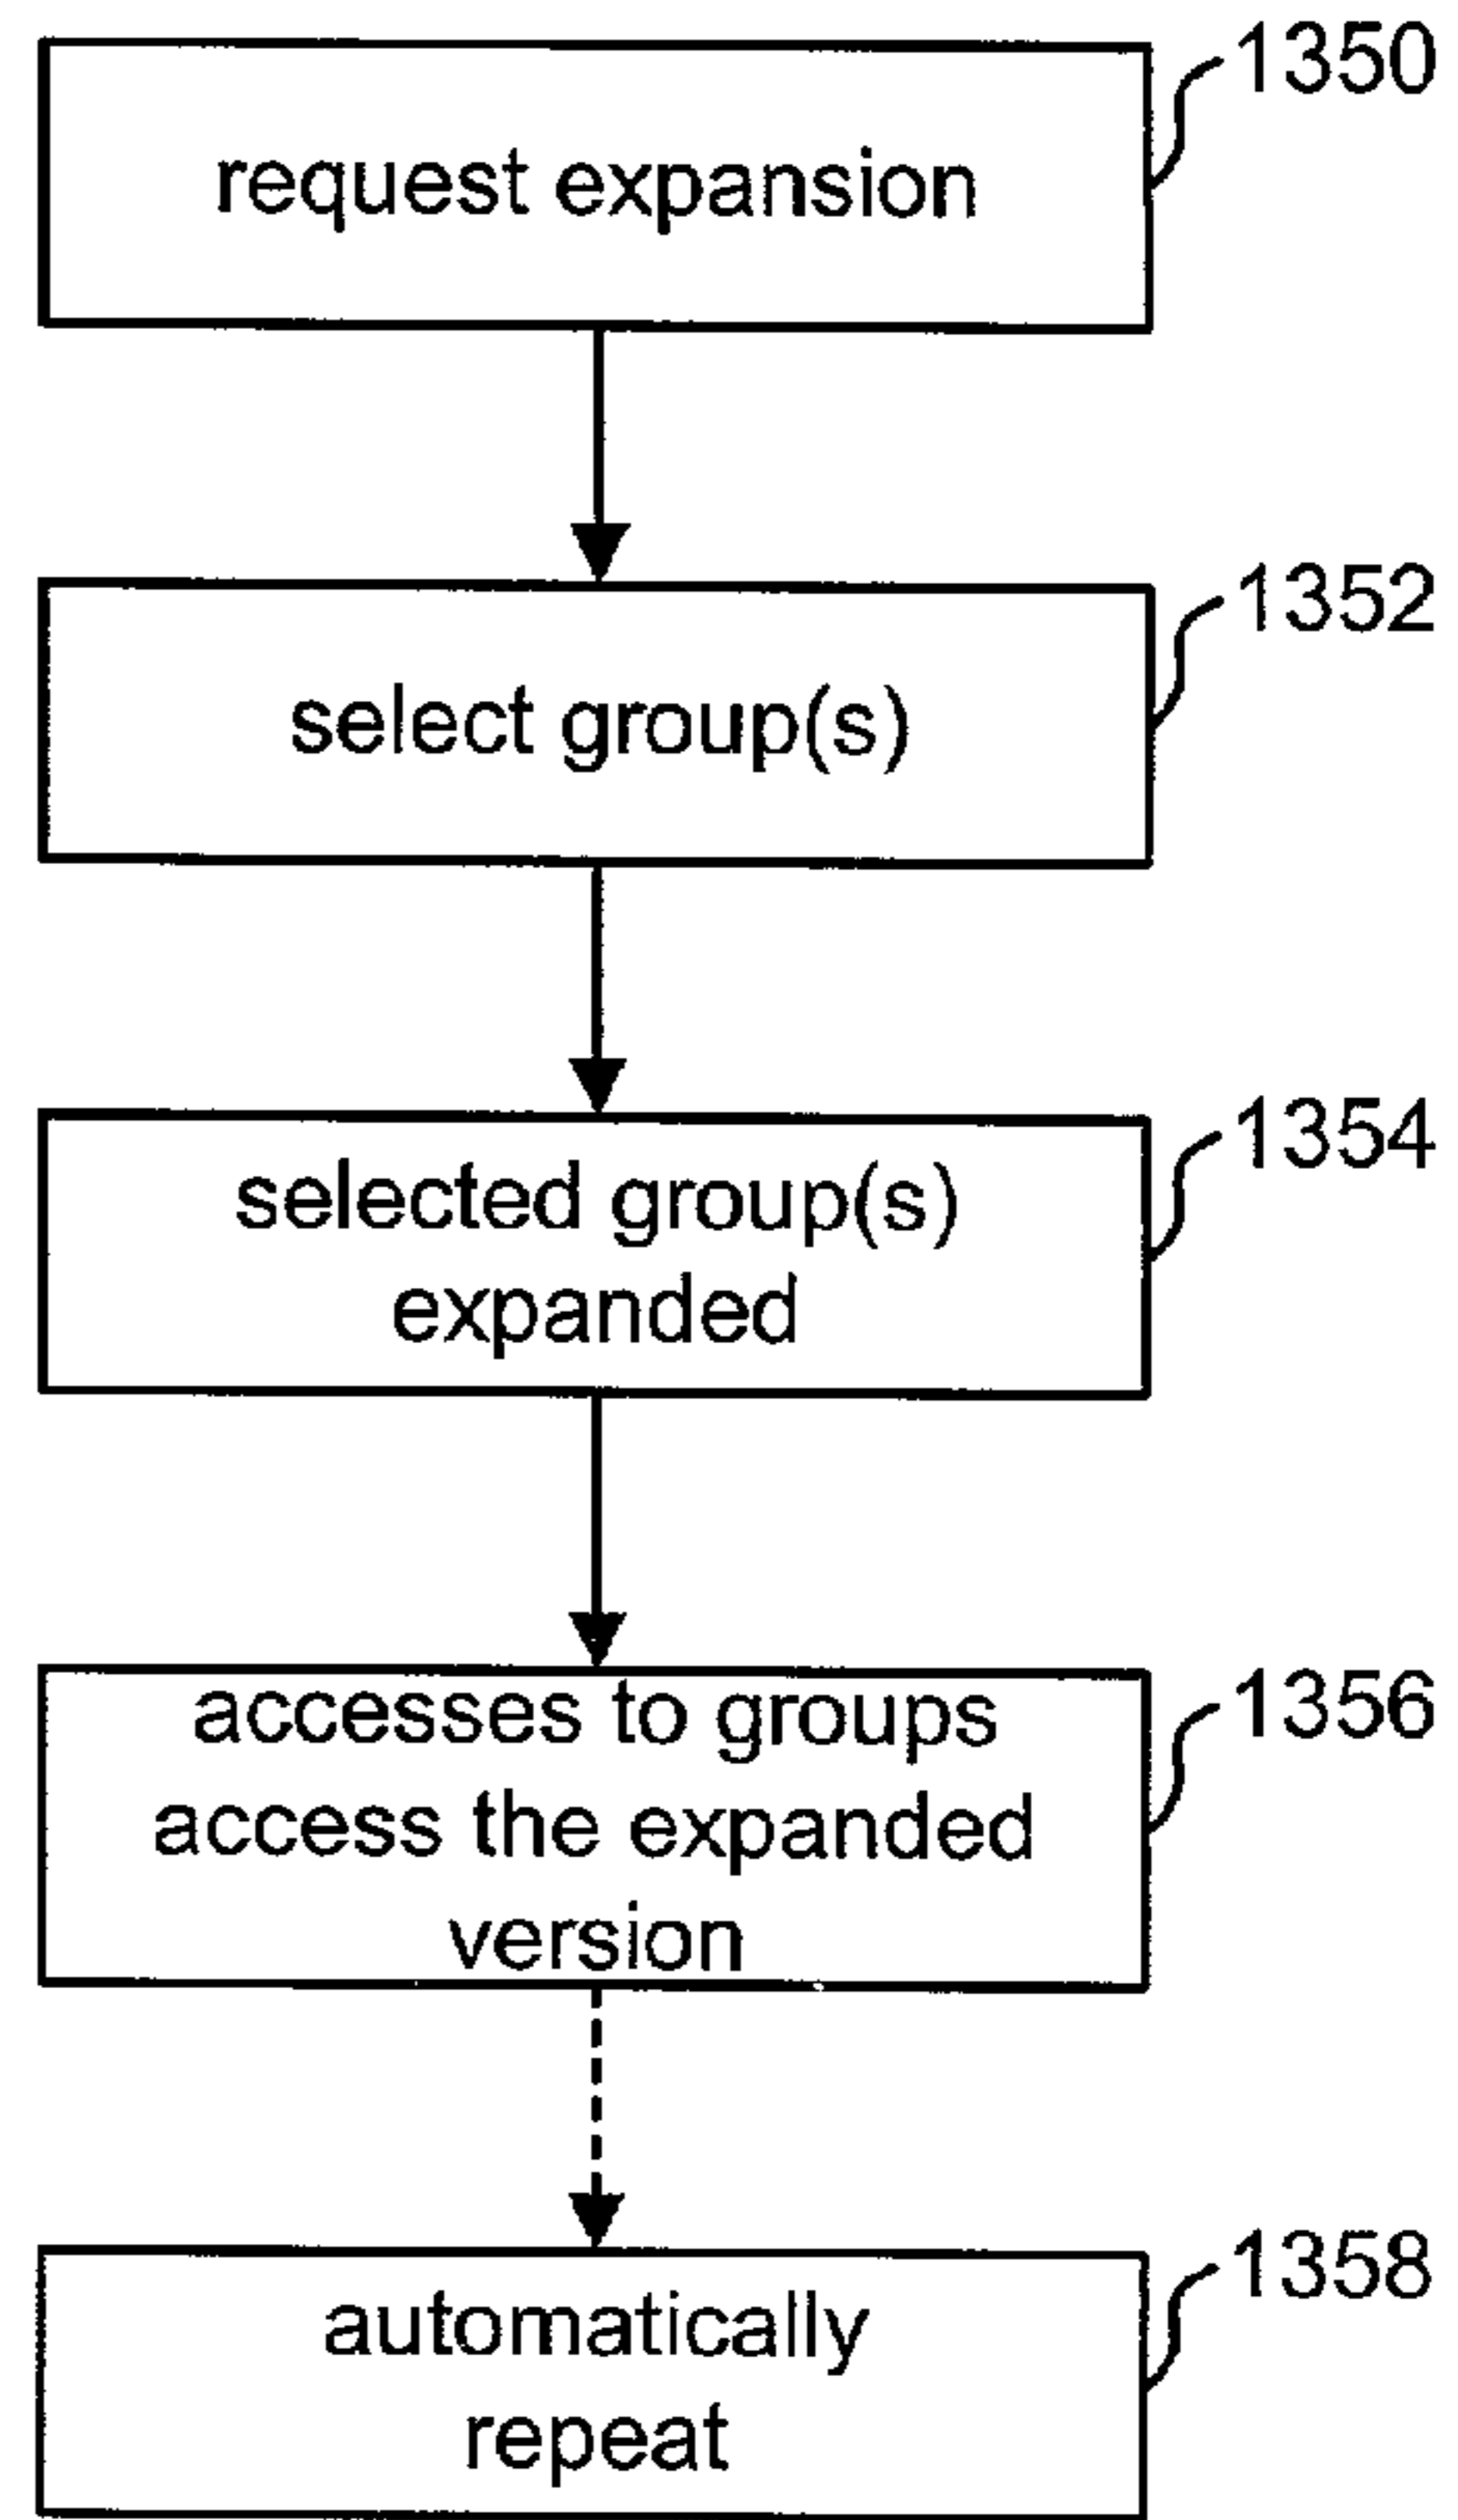 1350
request expansion
1352
select group(s)
1354
selected group(s)
expanded
1356
accesses to groups
access the expanded
version
1358
automatically
repeat